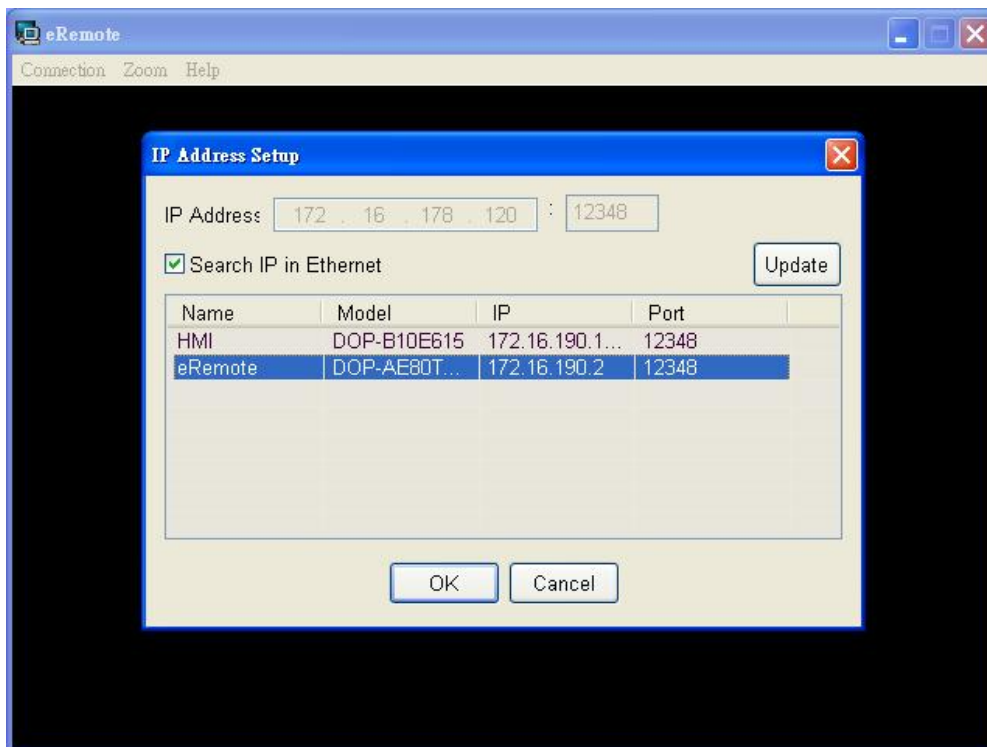 eRemote
Connection Zoom Help
IP Address Setup
IP Address 172 . 16 . 178 . 120 : 12348
Search IP in Ethernet Update
Name Model IP Port
HMI DOP-B10E615 172.16.190.1... 12348
eRemote DOP-AE80T... 172.16.190.2 12348
OK Cancel